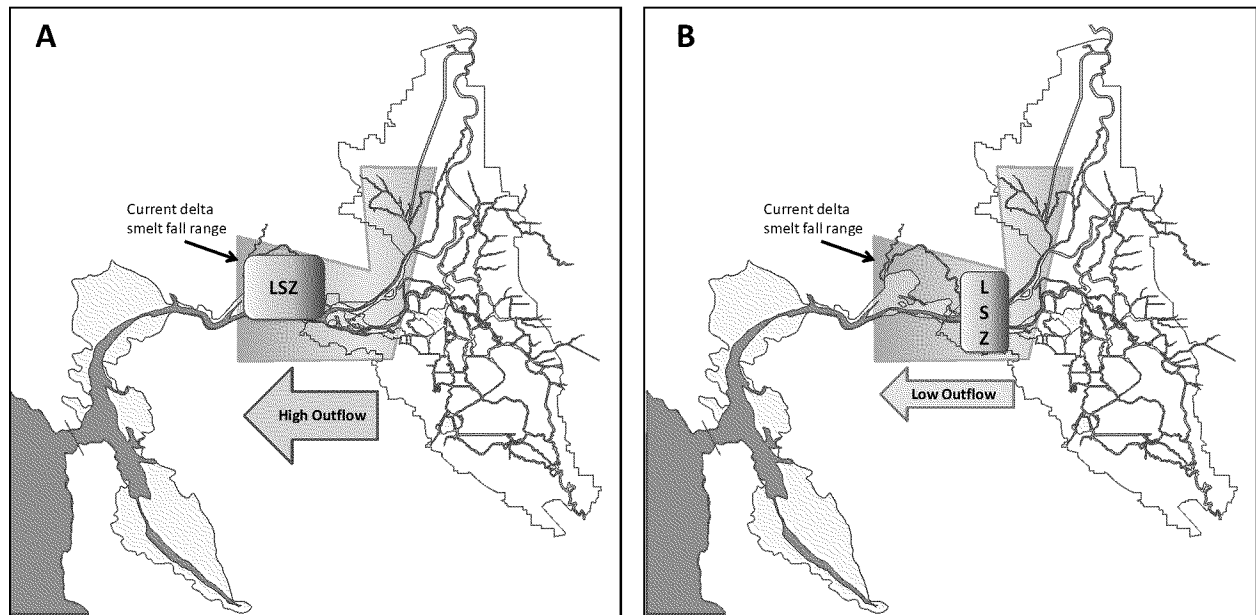 A
Current delta
smelt fall range
LSZ
High Outflow
B
Current delta
smelt fall range
L
S
Z
Low Outflow